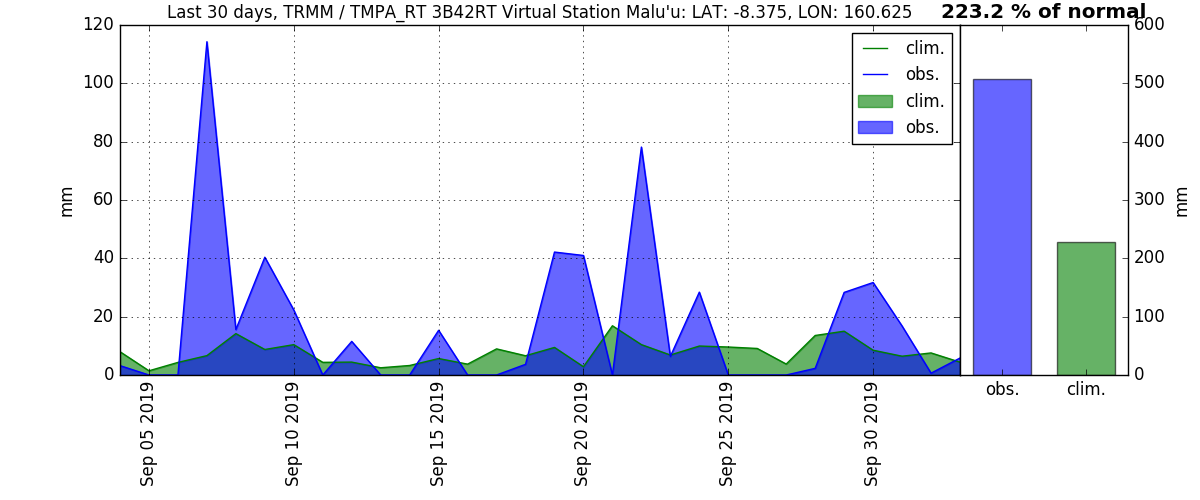 Last 30 days, TRMM / TMPA_RT 3B42RT Virtual Station Malu'u: LAT: -8.375, LON: 160.625
223.2 % of normal
120
100
80
60
40
20
0
mm
clim.
obs.
clim.
obs.
600
500
400
300
200
100
0
mm
Sep 05 2019
Sep 10 2019
Sep 15 2019
Sep 20 2019
Sep 25 2019
Sep 30 2019
obs.
clim.